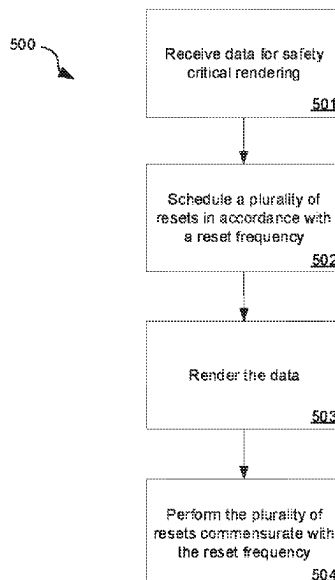 500
Receive data for safety
critical rendering
501
Schedule a plurality of
resets in accordance with
a reset frequency
502
Render the data
503
Perform the plurality of
resets commensurate with
the reset frequency
504